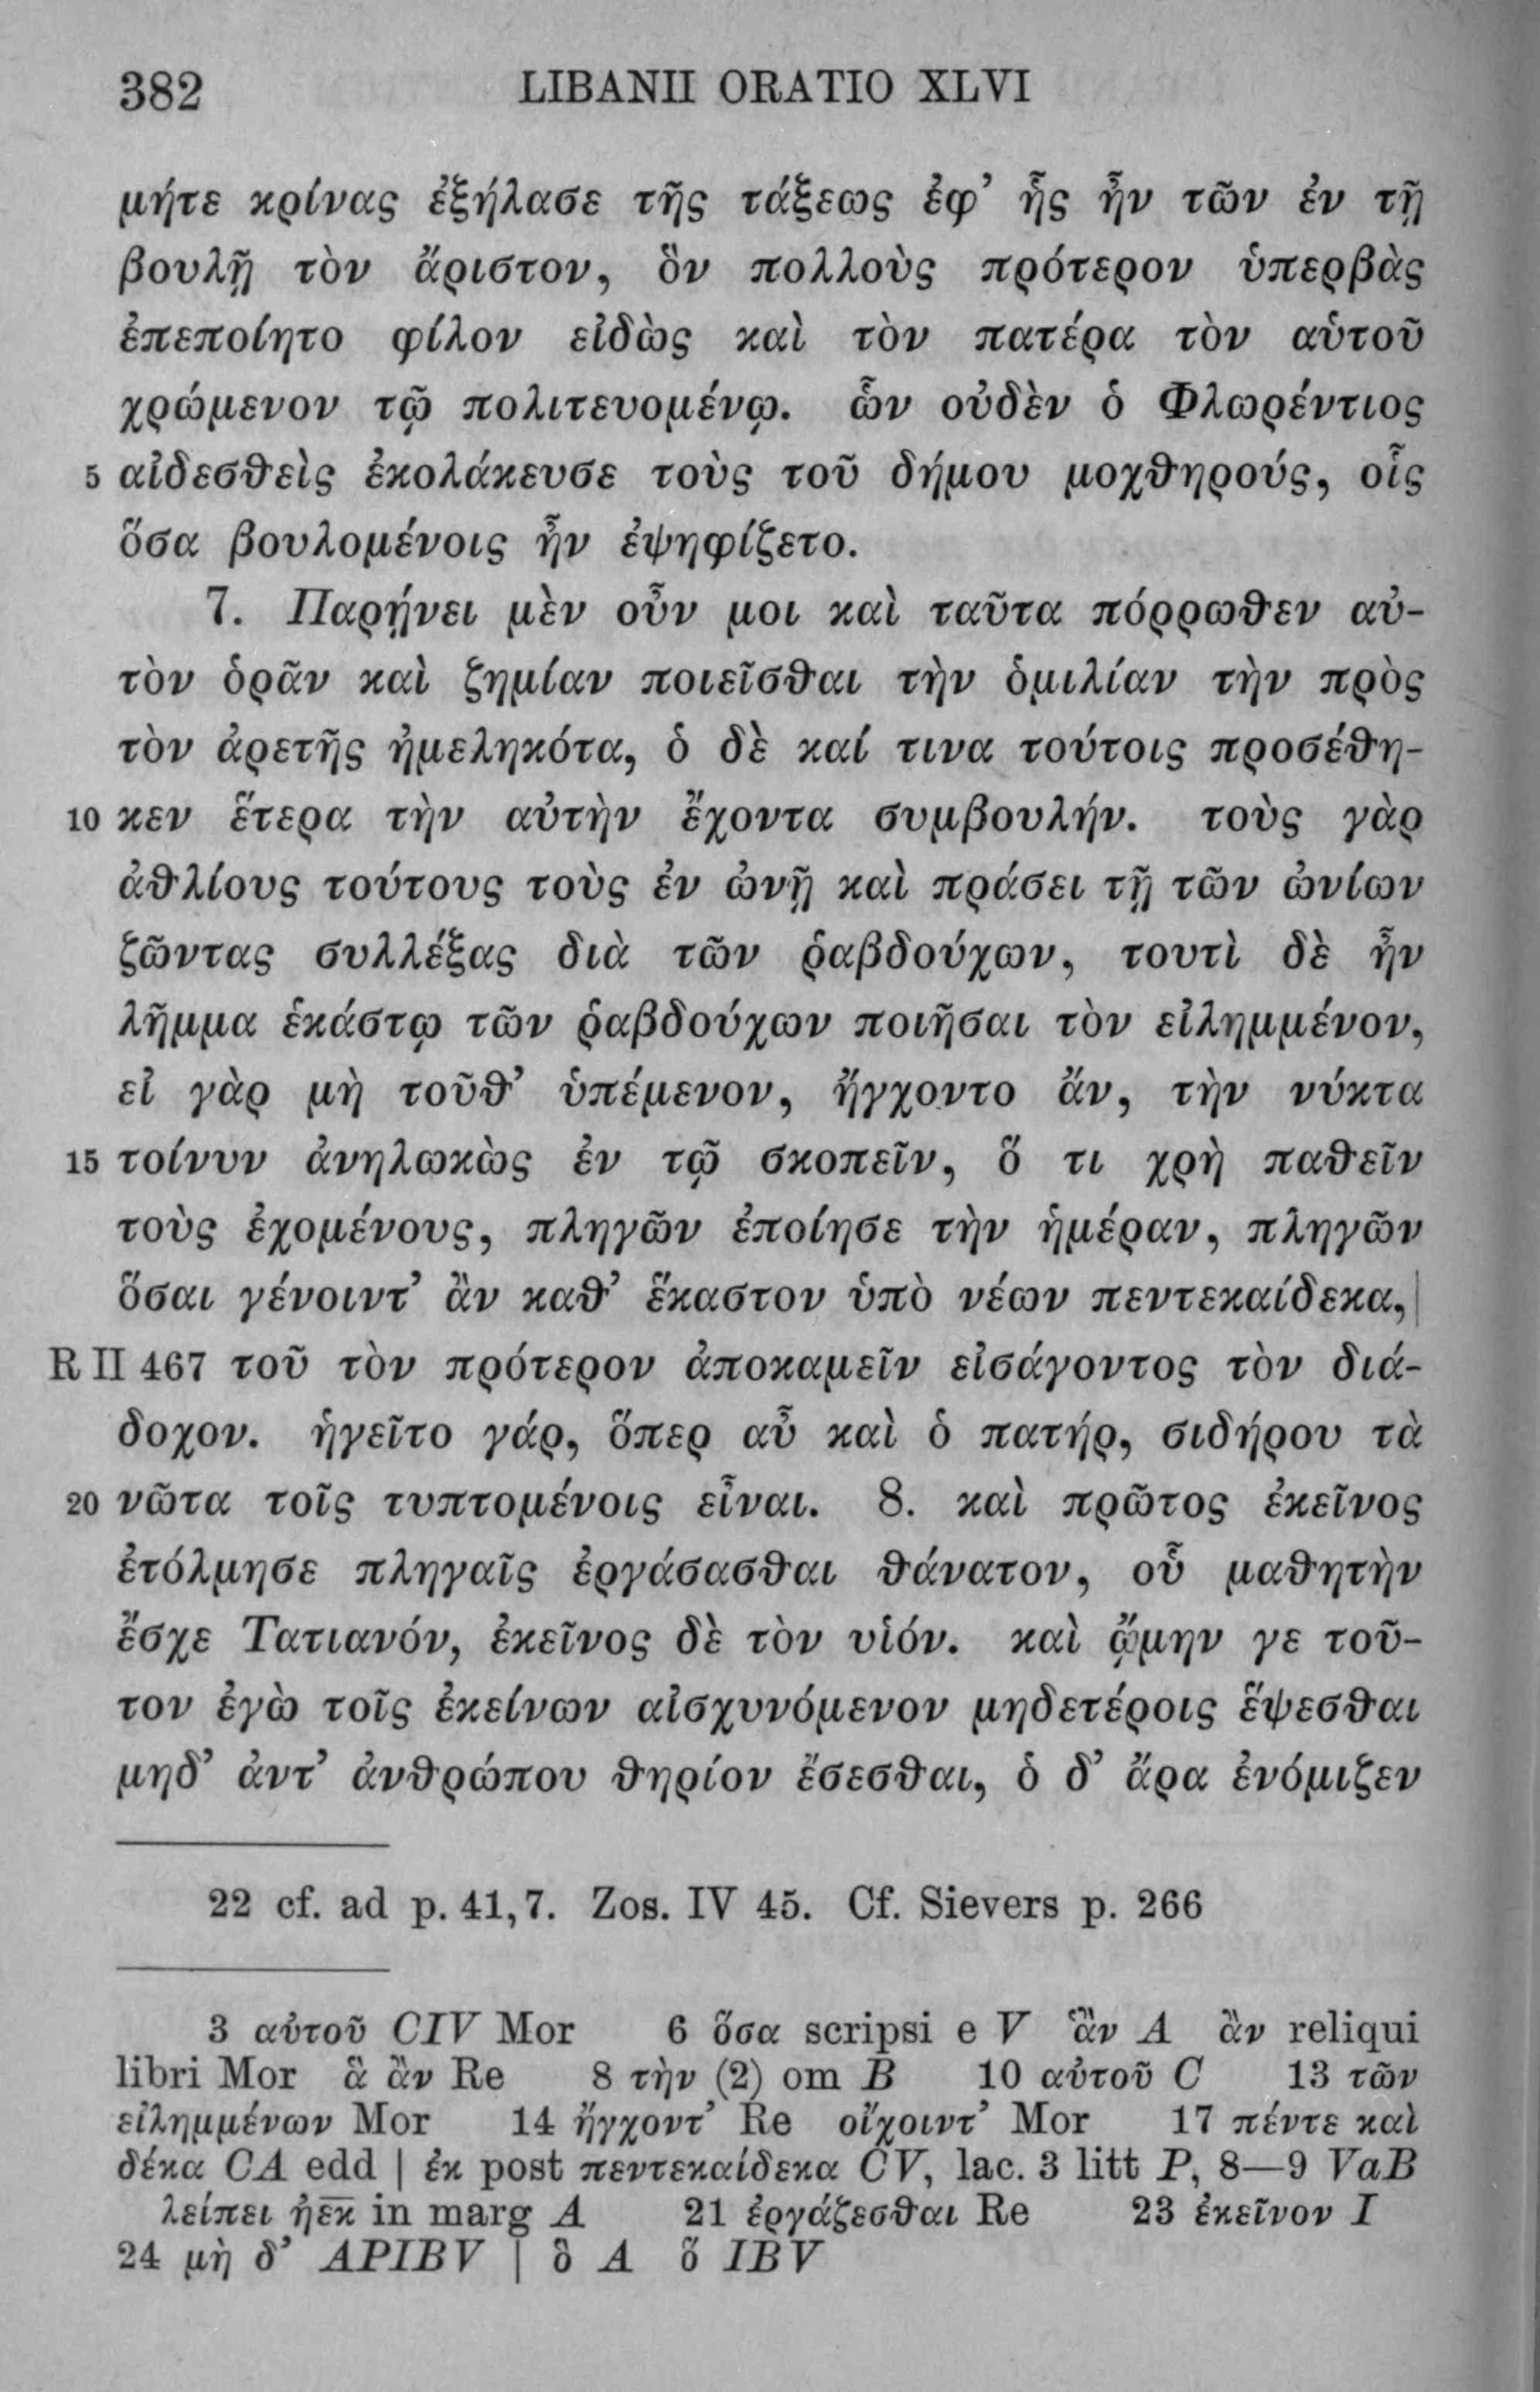 382 LIBANII ORATIO XLVI
μήτε κρίνας ἐξήλασε τῆς τάξεως ἐφ’ ἧς ἦν τῶν ἐν τῇ
βουλῇ τὸν ἄριστον, ὃν πολλοὺς πρότερον ὑπερβὰς
ἐπεποίητο φίλον εἰδὼς καὶ τὸν πατέρα τὸν αὑτοῦ
χρώμενον τῷ πολιτευομένῳ. ὧν οὐδὲν ὁ Φλωρέντιος
5 αἰδεσθεὶς ἐκολάκευσε τοὺς τοῦ δήμου μοχθηρούς, οἷς
ὅσα βουλομένοις ἦν ἐψηφίζετο.
7. Παρῄνει μὲν οὖν μοι καὶ ταῦτα πόρρωθεν αὐ-
τὸν ὁρᾶν καὶ ζημίαν ποιεῖσθαι τὴν ὁμιλίαν τὴν πρὸς
τὸν ἀρετῆς ἠμεληκότα, ὁ δὲ καί τινα τούτοις προσέθη-
10 κεν ἕτερα τὴν αὐτὴν ἔχοντα συμβουλήν. τοὺς γὰρ
ἀθλίους τούτους τοὺς ἐν ὠνῇ καὶ πράσει τῇ τῶν ὠνίων
ζῶντας συλλέξας διὰ τῶν ῥαβδούχων, τουτὶ δὲ ἦν
λῆμμα ἑκάστῳ τῶν ῥαβδούχων ποιῆσαι τὸν εἰλημμένον,
εἰ γὰρ μὴ τοῦθ’ ὑπέμενον, ἤγχοντο ἄν, τὴν νύκτα
15 τοίνυν ἀνηλωκὼς ἐν τῷ σκοπεῖν, ὅ τι χρὴ παθεῖν
τοὺς ἐχομένους, πληγῶν ἐποίησε τὴν ἡμέραν, πληγῶν
ὅσαι γένοιντ’ ἂν καθ’ ἕκαστον ὑπὸ νέων πεντεκαίδεκα,|
R II 467 τοῦ τὸν πρότερον ἀποκαμεῖν εἰσάγοντος τὸν διά-
δοχον. ἡγεῖτο γάρ, ὅπερ αὖ καὶ ὁ πατήρ, σιδήρου τὰ
20 νῶτα τοῖς τυπτομένοις εἶναι. 8. καὶ πρῶτος ἐκεῖνος
ἐτόλμησε πληγαῖς ἐργάσασθαι θάνατον, οὗ μαθητὴν
ἔσχε Τατιανόν, ἐκεῖνος δὲ τὸν υἱόν. καὶ ᾤμην γε τοῦ-
τον ἐγὼ τοῖς ἐκείνων αἰσχυνόμενον μηδετέροις ἕψεσθαι
μηδ’ ἀντ’ ἀνθρώπου θηρίον ἔσεσθαι, ὁ δ’ ἄρα ἐνόμιζεν
22 cf. ad p. 41,7. Zos. IV 45. Cf. Sievers p. 266
3 αὐτοῦ CIV Mor 6 ὅσα scripsi e V ἃν A ἂν reliqui
libri Mor ἃ ἂν Re 8 τὴν (2) om B 10 αὐτοῦ C 13 τῶν
εἰλημμένων Mor 14 ἤγχοντ’ Re οἴχοιντ’ Mor 17 πέντε καὶ
δέκα CA edd | ἐκ post πεντεκαίδεκα CV, lac. 3 litt P, 8—9 VaB
λείπει ἡεκ in marg A 21 ἐργάζεσθαι Re 23 ἐκεῖνον I
24 μὴ δ’ APIBV | ὃ A ὅ IBV